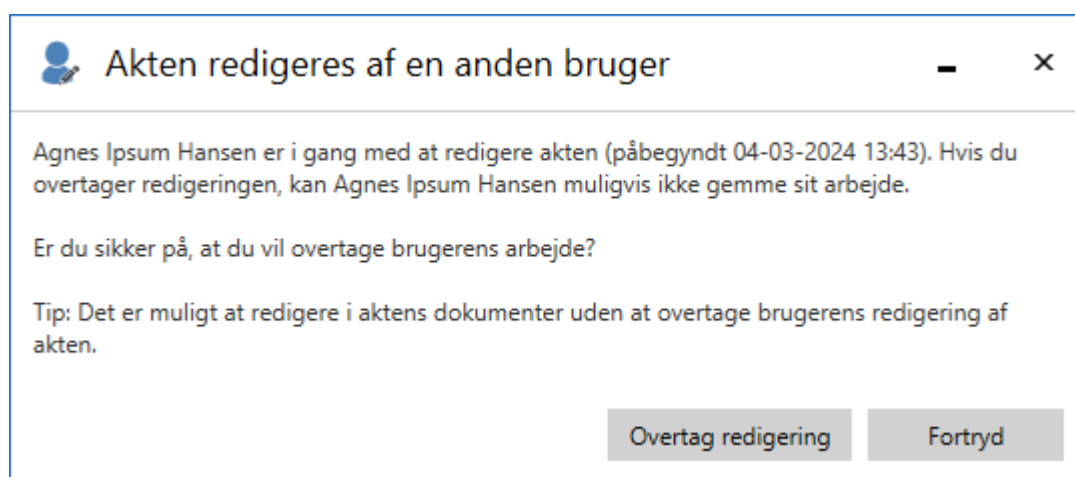 Akten redigeres af en anden bruger
Agnes Ipsum Hansen er i gang med at redigere akten (påbegyndt 04-03-2024 13:43). Hvis du
overtager redigeringen, kan Agnes Ipsum Hansen muligvis ikke gemme sit arbejde.
Er du sikker på, at du vil overtage brugerens arbejde?
Tip: Det er muligt at redigere i aktens dokumenter uden at overtage brugerens redigering af
akten.
Overtag redigering
Fortryd